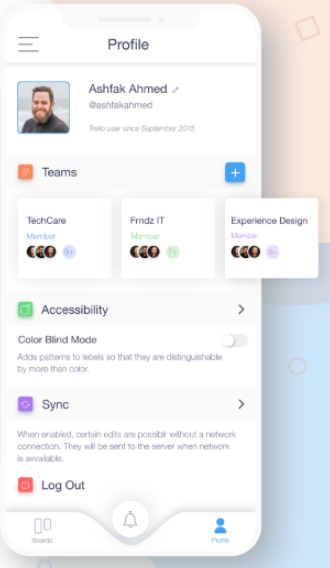 Profile
Ashfak Ahmed
@ashfakahmed
Trello user since September 2015
Teams
+
TechCare
Member
9+
Frndz IT
Member
7+
Experience Design
Member
Accessibility
Color Blind Mode
Adds patterns to lebels so that they are distinguishable
by more than color.
Sync
When enabled, certain edits are possiblr without a network
connection. They will be sent to the server when network
is avvailable.
Log Out
Boards
Profile